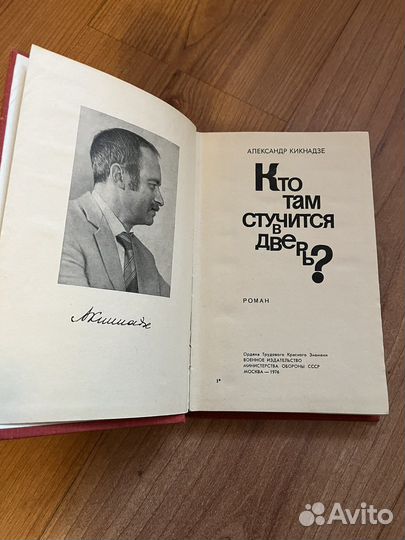 АЛЕКСАНДР КИКНАДЗЕ
КТО
ТАМ
СТУЧИТСЯ
В
ДВЕРЬ?
РОМАН
Ордена Трудового Красного Знамени
ВОЕННОЕ ИЗДАТЕЛЬСТВО
МИНИСТЕРСТВА ОБОРОНЫ СССР
МОСКВА — 1976
1*
Avito